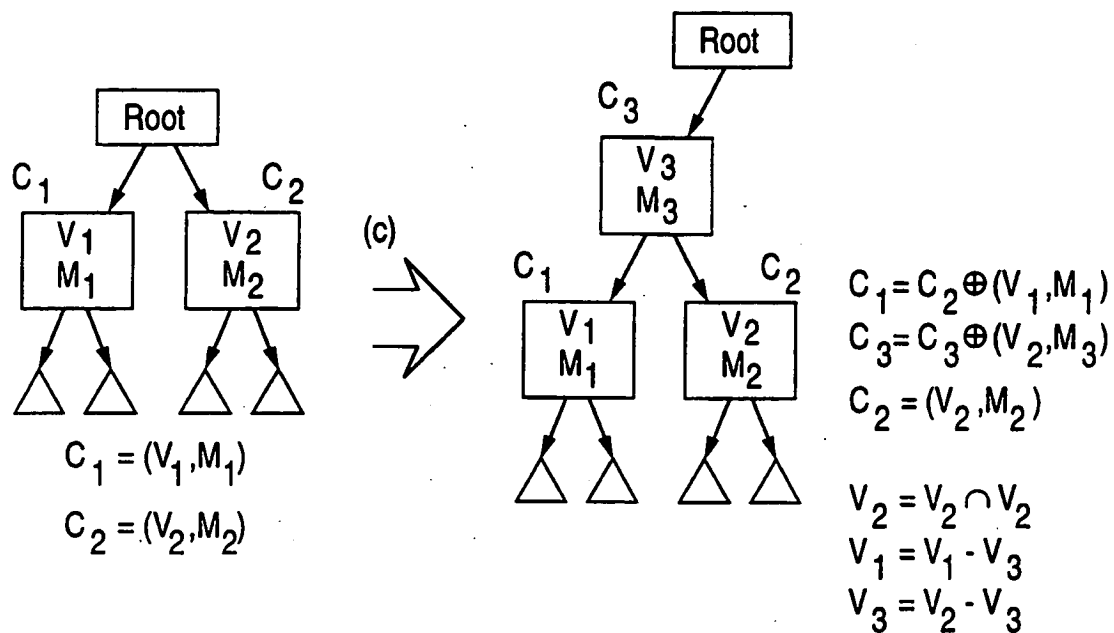 Root
C1
C2
V1
M1
V2
M2
C1 = (V1,M1)
C2 = (V2,M2)
(c)
Root
C3
V3
M3
C1
C2
V1
M1
V2
M2
C1 = C2 ⊕ (V1,M1)
C3 = C3 ⊕ (V2,M3)
C2 = (V2,M2)
V2 = V2 ∩ V2
V1 = V1 - V3
V3 = V2 - V3